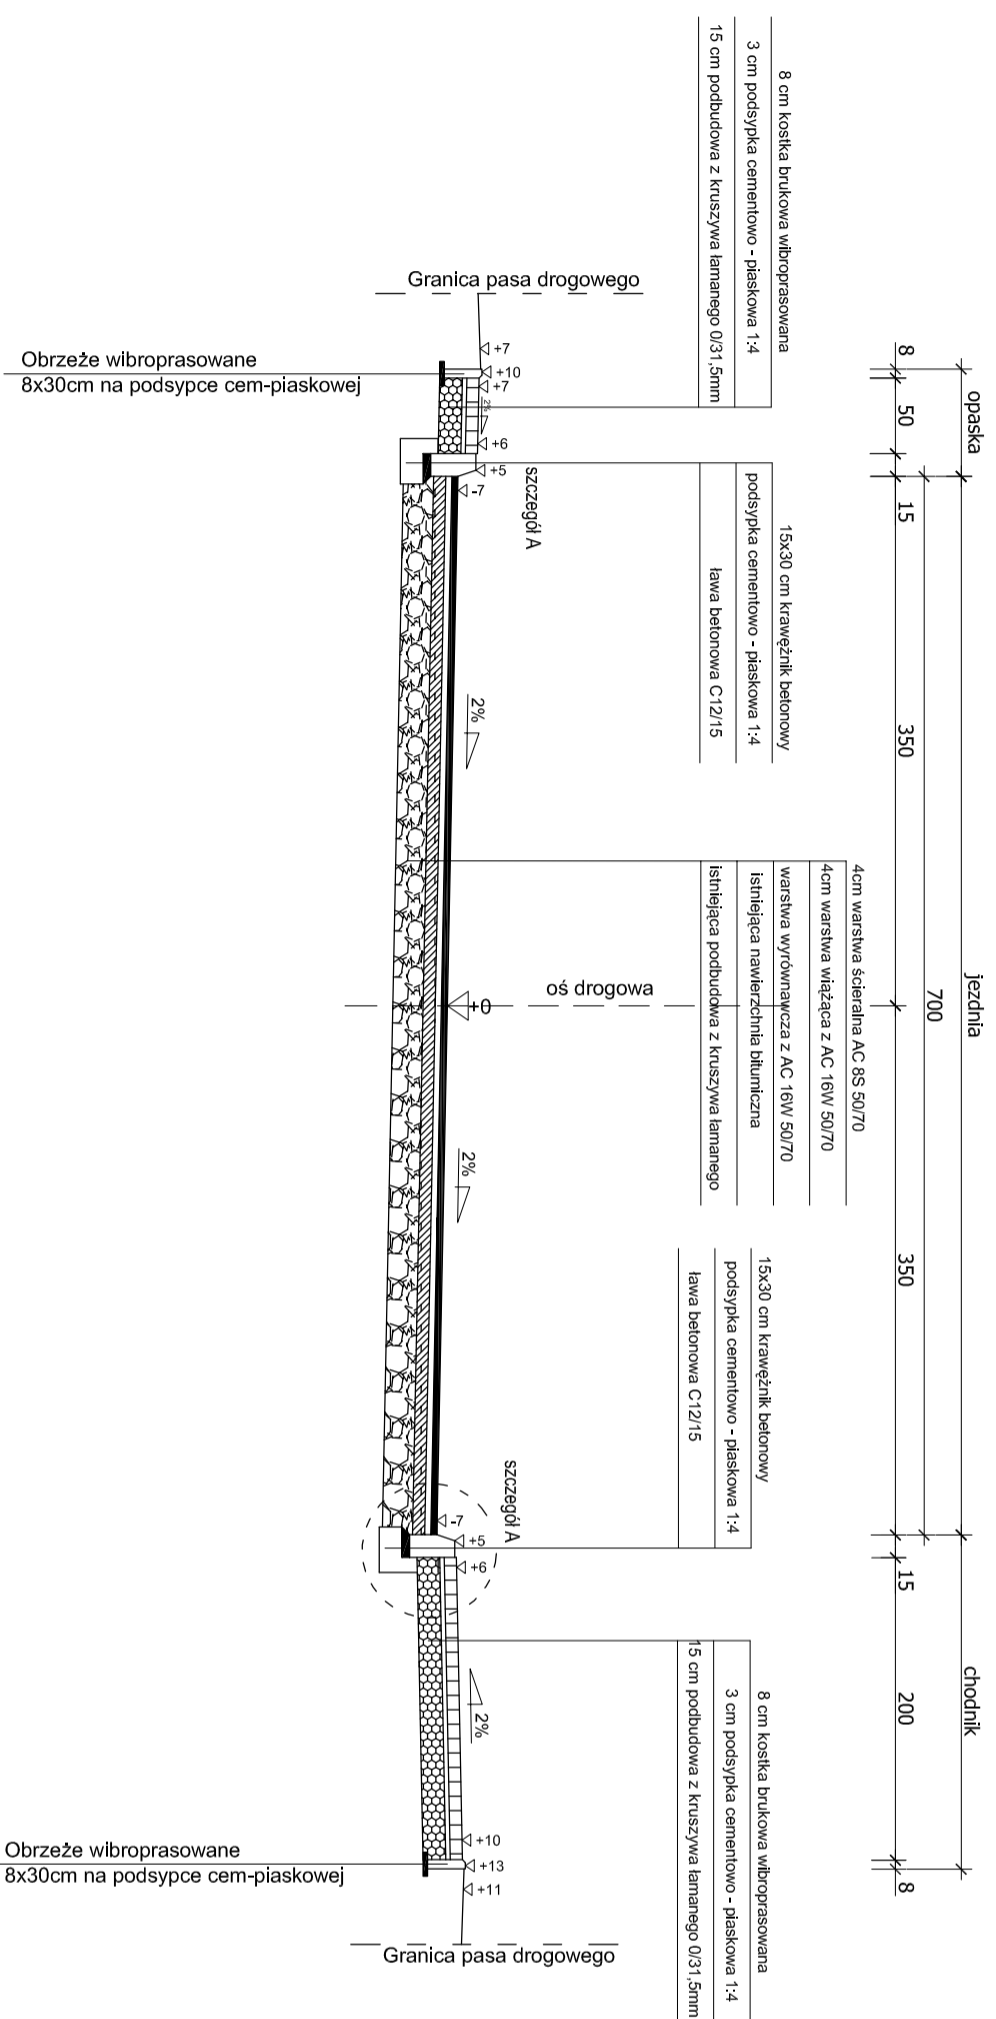 opaska
jezdnia
chodnik
700
8
50
15
350
350
15
200
8
8 cm kostka brukowa wibroprasowana
3 cm podsypka cementowo - piaskowa 1:4
15 cm podbudowa z kruszywa łamanego 0/31,5mm
15x30 cm krawężnik betonowy
podsypka cementowo - piaskowa 1:4
ława betonowa C12/15
4cm warstwa ścieralna AC 8S 50/70
4cm warstwa wiążąca z AC 16W 50/70
warstwa wyrównawcza z AC 16W 50/70
istniejąca nawierzchnia bitumiczna
istniejąca podbudowa z kruszywa łamanego
15x30 cm krawężnik betonowy
podsypka cementowo - piaskowa 1:4
ława betonowa C12/15
8 cm kostka brukowa wibroprasowana
3 cm podsypka cementowo - piaskowa 1:4
15 cm podbudowa z kruszywa łamanego 0/31,5mm
Granica pasa drogowego
+7
+10
+7
2%
+6
+5
-7
szczegół A
2%
oś drogowa
+0
2%
szczegół A
-7
+5
+6
2%
+10
+13
+11
Granica pasa drogowego
Obrzeże wibroprasowane
8x30cm na podsypce cem-piaskowej
Obrzeże wibroprasowane
8x30cm na podsypce cem-piaskowej